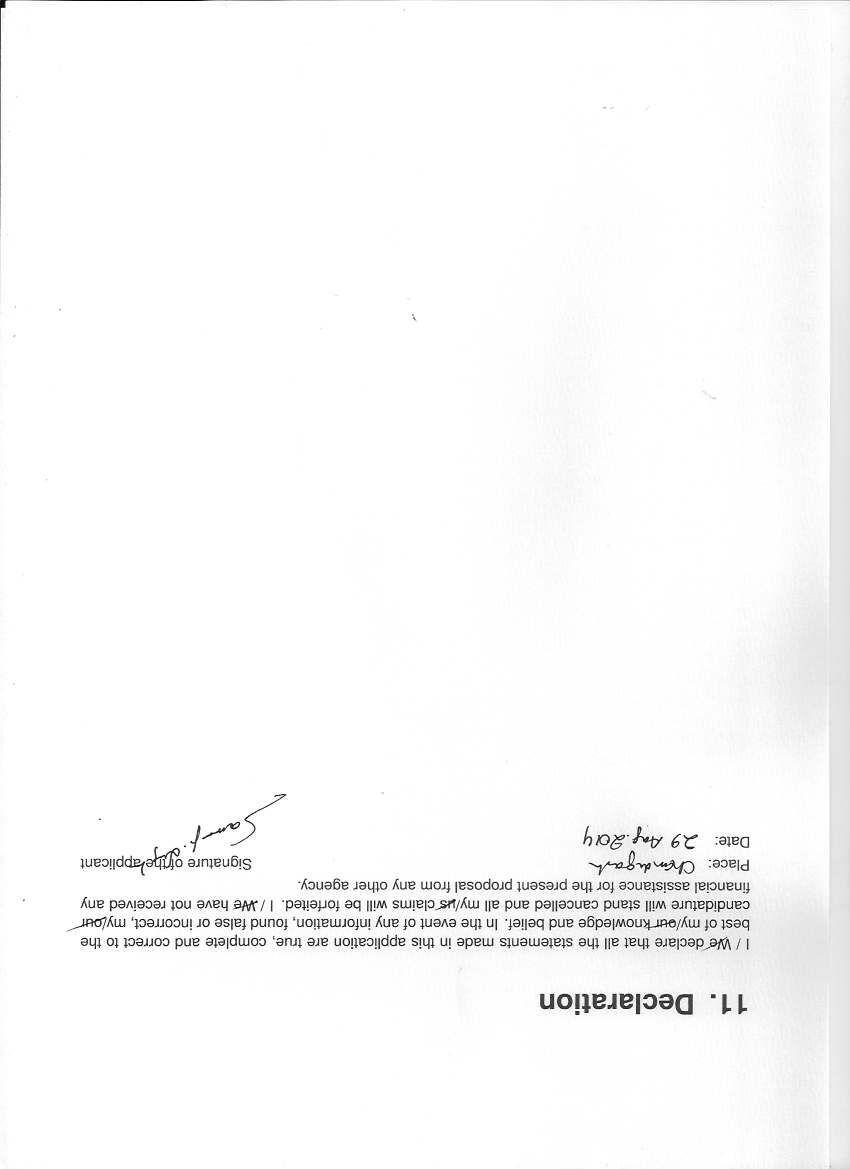 11. Declaration
I / We declare that all the statements made in this application are true, complete and correct to the
best of my/our knowledge and belief. In the event of any information, found false or incorrect, my/our
candidature will stand cancelled and all my/us claims will be forfeited. I / We have not received any
financial assistance for the present proposal from any other agency.
Place: Chandigarh
Signature of the applicant
Date: 29 Aug. 2014